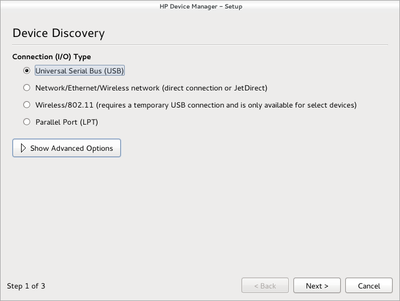 HP Device Manager - Setup
Device Discovery
Connection (I/O) Type
Universal Serial Bus (USB)
Network/Ethernet/Wireless network (direct connection or JetDirect)
Wireless/802.11 (requires a temporary USB connection and is only available for select devices)
Parallel Port (LPT)
Show Advanced Options
Step 1 of 3
< Back
Next >
Cancel